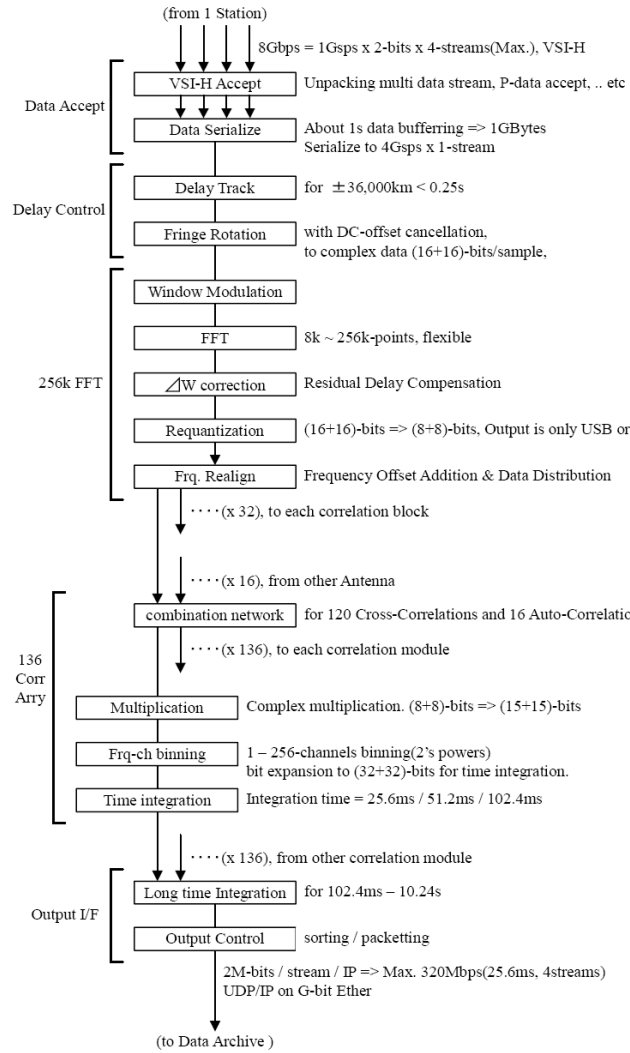 (from 1 Station)
8Gbps = 1Gsps x 2-bits x 4-streams(Max.), VSI-H
Data Accept
VSI-H Accept
Unpacking multi data stream, P-data accept, .. etc
Data Serialize
About 1s data bufferring => 1GBytes
Serialize to 4Gsps x 1-stream
Delay Control
Delay Track
for ±36,000km < 0.25s
Fringe Rotation
with DC-offset cancellation,
to complex data (16+16)-bits/sample,
256k FFT
Window Modulation
FFT
8k ~ 256k-points, flexible
⊿W correction
Residual Delay Compensation
Requantization
(16+16)-bits => (8+8)-bits, Output is only USB or
Frq. Realign
Frequency Offset Addition & Data Distribution
････(x 32), to each correlation block
････(x 16), from other Antenna
136
Corr
Arry
combination network
for 120 Cross-Correlations and 16 Auto-Correlatio
････(x 136), to each correlation module
Multiplication
Complex multiplication. (8+8)-bits => (15+15)-bits
Frq-ch binning
1 – 256-channels binning(2's powers)
bit expansion to (32+32)-bits for time integration.
Time integration
Integration time = 25.6ms / 51.2ms / 102.4ms
････(x 136), from other correlation module
Output I/F
Long time Integration
for 102.4ms – 10.24s
Output Control
sorting / packetting
2M-bits / stream / IP => Max. 320Mbps(25.6ms, 4streams)
UDP/IP on G-bit Ether
(to Data Archive )